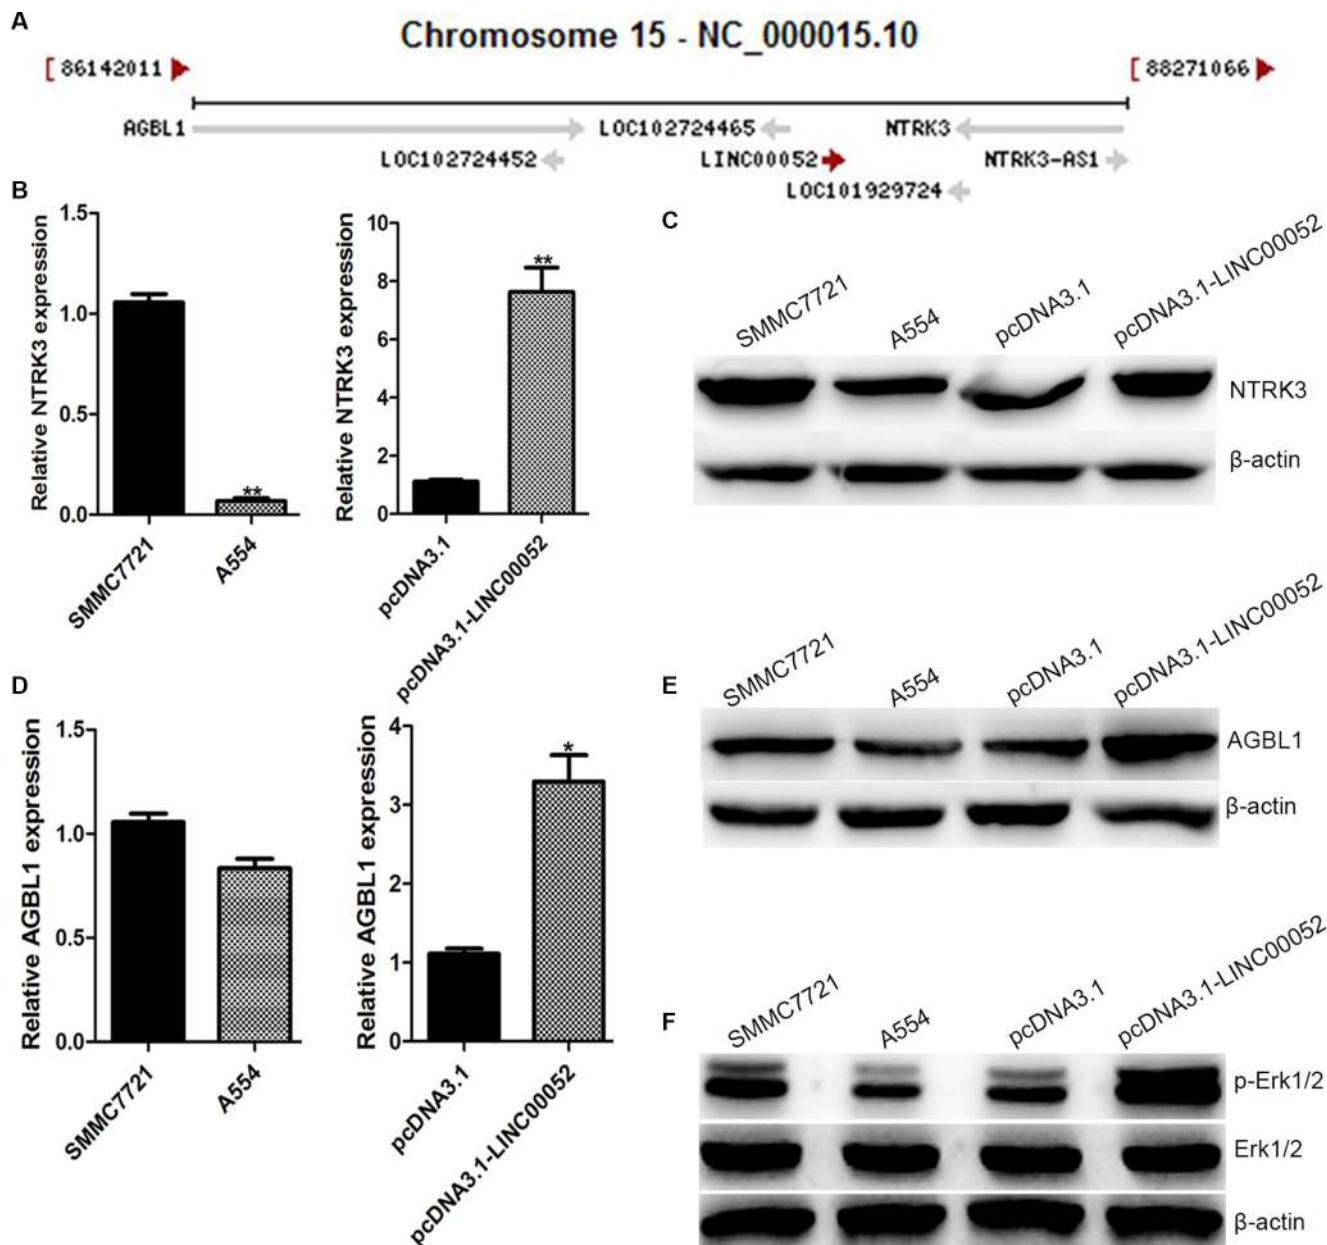 A
Chromosome 15 - NC_000015.10
[ 86142011
[ 88271066
AGBL1
LOC102724465
NTRK3
LOC102724452
LINC00052
NTRK3-AS1
LOC101929724
B
Relative NTRK3 expression
1.5
1.0
0.5
0.0
**
SMMC7721
A554
Relative NTRK3 expression
10
8
6
4
2
0
**
pcDNA3.1
pcDNA3.1-LINC00052
C
SMMC7721
A554
pcDNA3.1
pcDNA3.1-LINC00052
NTRK3
β-actin
D
Relative AGBL1 expression
1.5
1.0
0.5
0.0
SMMC7721
A554
Relative AGBL1 expression
4
3
2
1
0
*
pcDNA3.1
pcDNA3.1-LINC00052
E
SMMC7721
A554
pcDNA3.1
pcDNA3.1-LINC00052
AGBL1
β-actin
F
SMMC7721
A554
pcDNA3.1
pcDNA3.1-LINC00052
p-Erk1/2
Erk1/2
β-actin